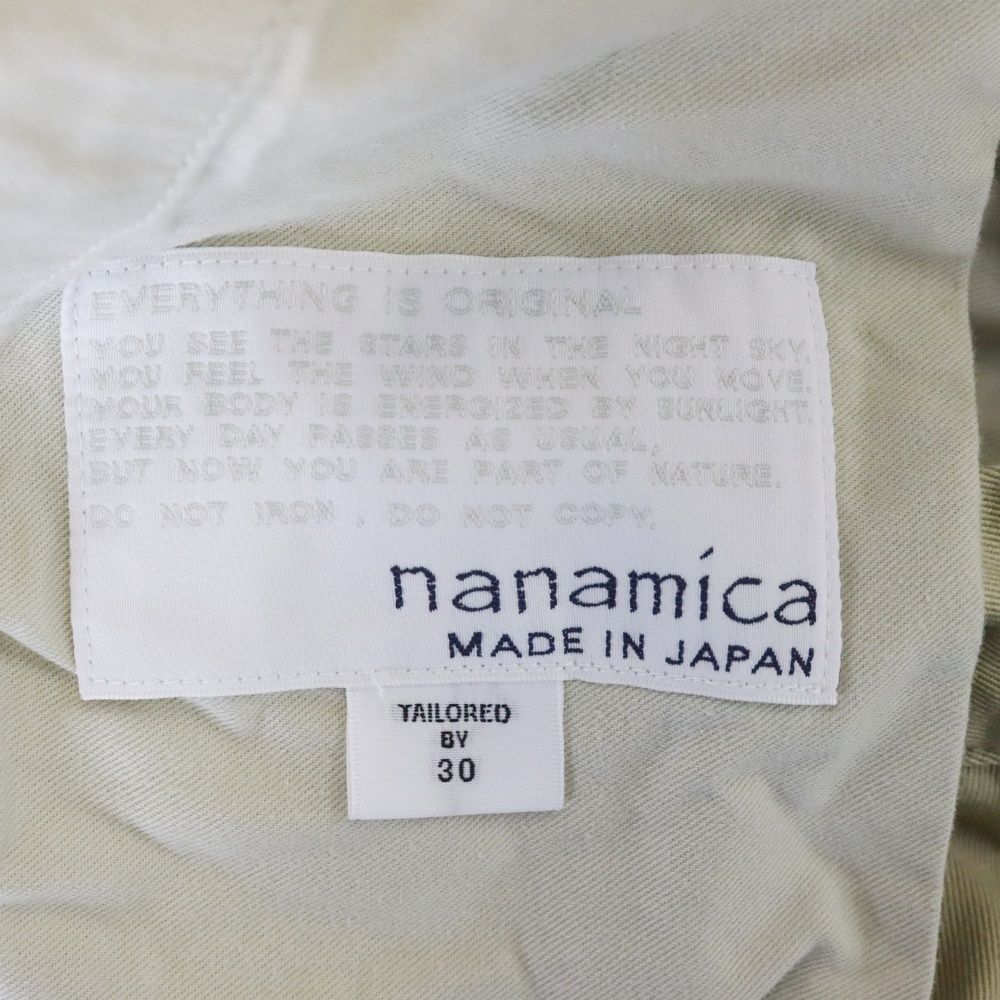 EVERYTHING IS ORIGINAL
YOU SEE THE STARS IN THE NIGHT SKY.
YOU FEEL THE WIND WHEN YOU MOVE.
YOUR BODY IS ENERGIZED BY SUNLIGHT.
EVERY DAY PASSES AS USUAL,
BUT NOW YOU ARE PART OF NATURE.
DO NOT IRON , DO NOT COPY.
nanamíca
MADE IN JAPAN
TAILORED
BY
30